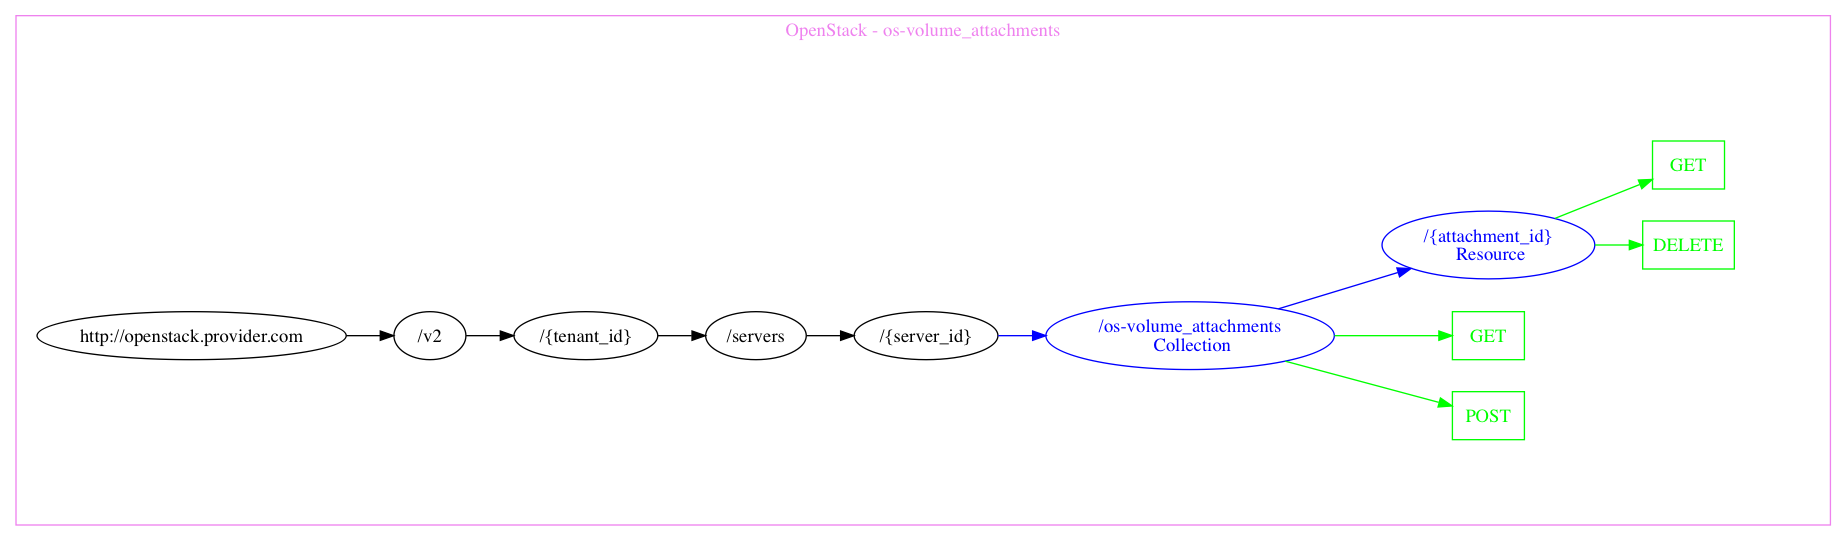 OpenStack - os-volume_attachments
http://openstack.provider.com
/v2
/{tenant_id}
/servers
/{server_id}
/os-volume_attachments
Collection
/{attachment_id}
Resource
GET
DELETE
GET
POST